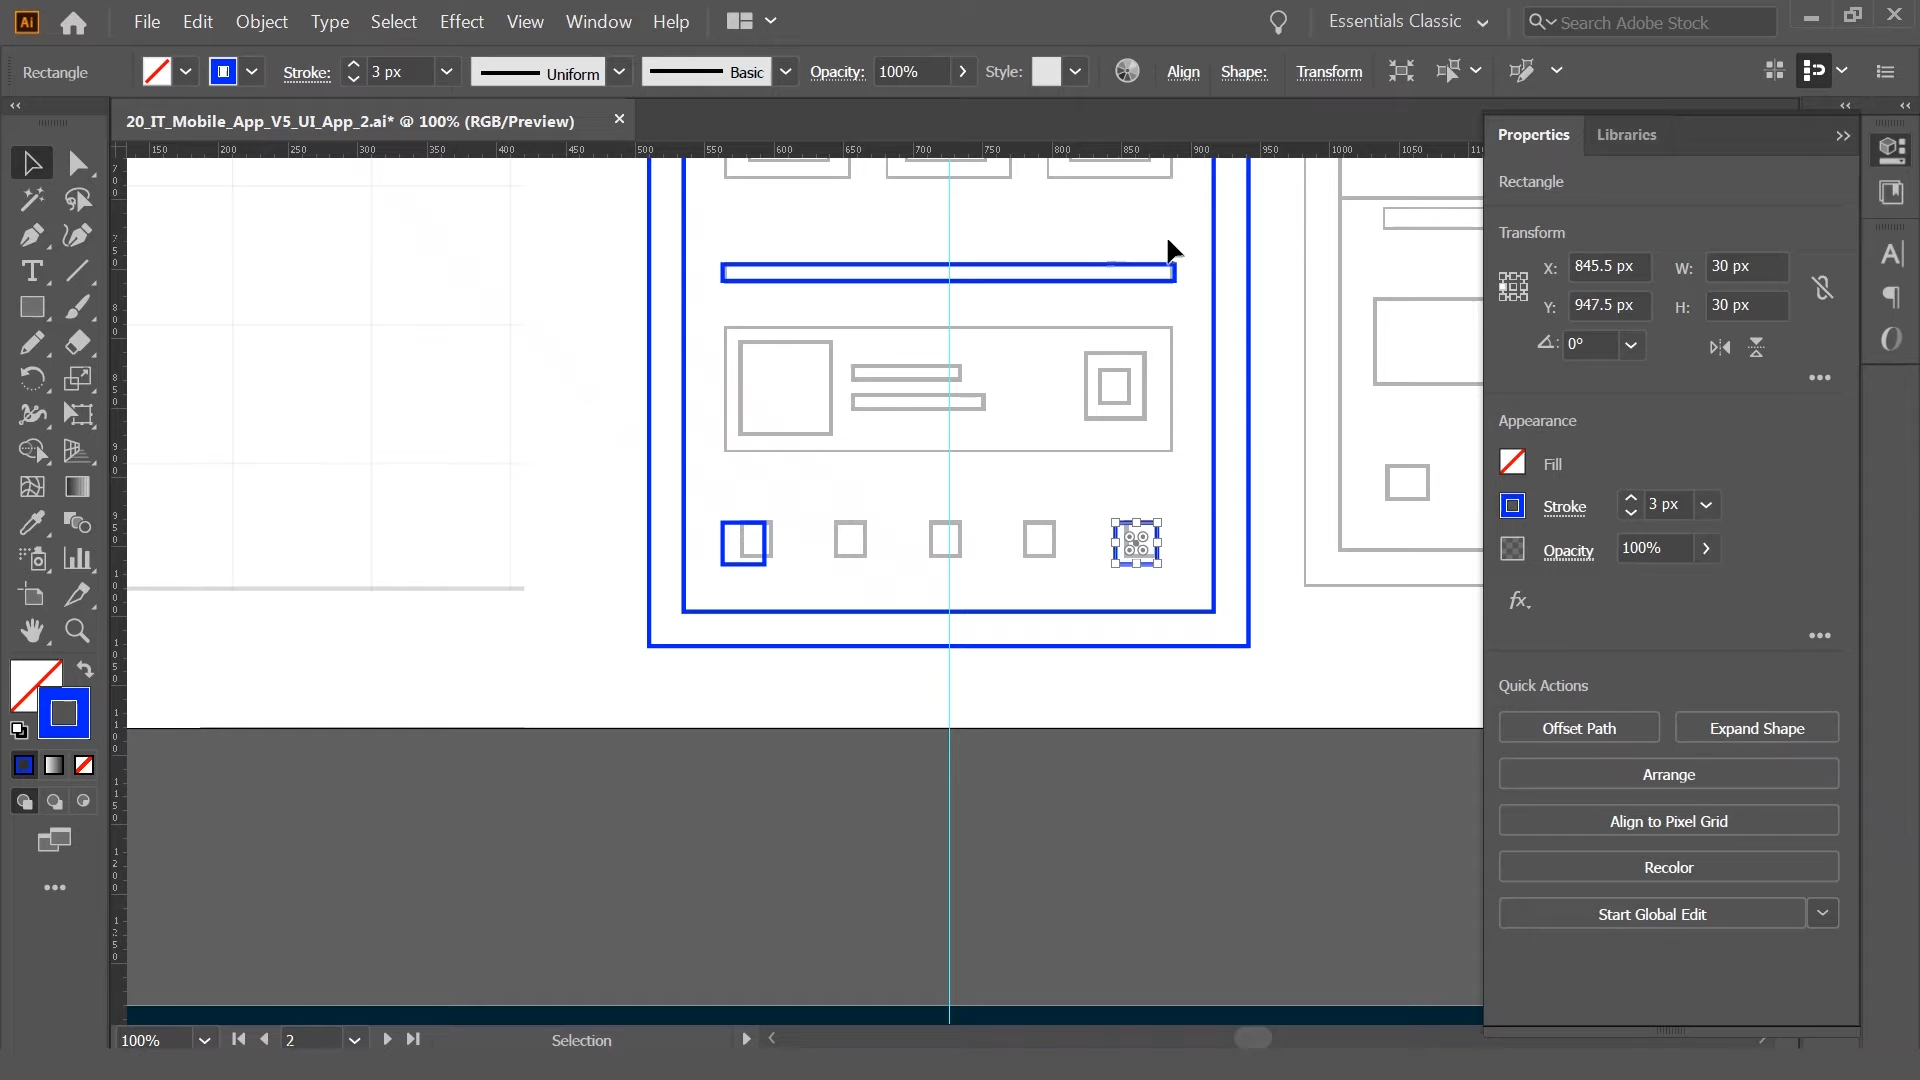 Ai File Edit Object Type Select Effect View Window Help Essentials Classic Search Adobe Stock
Rectangle Stroke: 3 px Uniform Basic Opacity: 100% Style: Align Shape: Transform
20_IT_Mobile_App_V5_UI_App_2.ai* @ 100% (RGB/Preview)
150 200 250 300 350 400 450 500 550 600 650 700 750 800 850 900 950 1000 1050
Properties Libraries
Rectangle
Transform
X: 845.5 px W: 30 px
Y: 947.5 px H: 30 px
0°
Appearance
Fill
Stroke 3 px
Opacity 100%
fx
Quick Actions
Offset Path Expand Shape
Arrange
Align to Pixel Grid
Recolor
Start Global Edit
100% 2 Selection